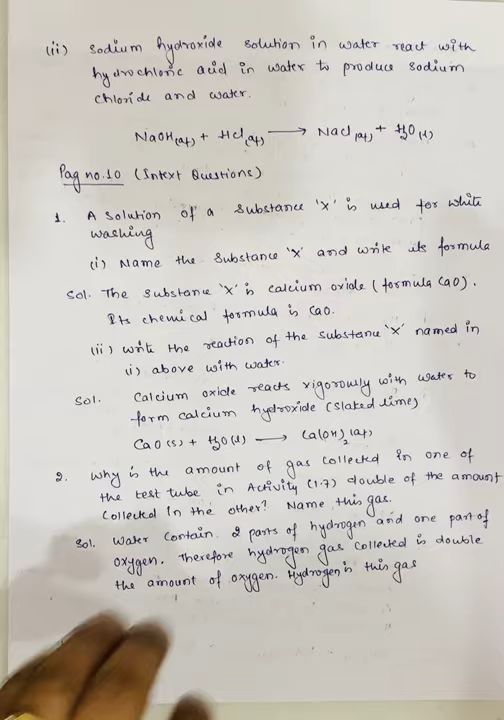 (ii) Sodium hydroxide solution in water react with
hydrochloric acid in water to produce sodium
chloride and water.
NaOH(aq) + HCl(aq) → NaCl(aq) + H2O(l)
Pag no.10 (Intext Questions)
1. A solution of a substance 'X' is used for white
washing
(i) Name the substance 'X' and write its formula
Sol. The substance 'X' is calcium oxide (formula CaO).
Its chemical formula is CaO.
(ii) write the reaction of the substance 'X' named in
(i) above with water.
Sol. Calcium oxide reacts vigorously with water to
form calcium hydroxide (Slaked lime)
CaO(s) + H2O(l) → Ca(OH)2(aq)
2. Why is the amount of gas collected in one of
the test tube in Activity (1.7) double of the amount
collected in the other? Name this gas.
Sol. Water contain 2 parts of hydrogen and one part of
oxygen. Therefore hydrogen gas collected is double
the amount of oxygen. Hydrogen is this gas